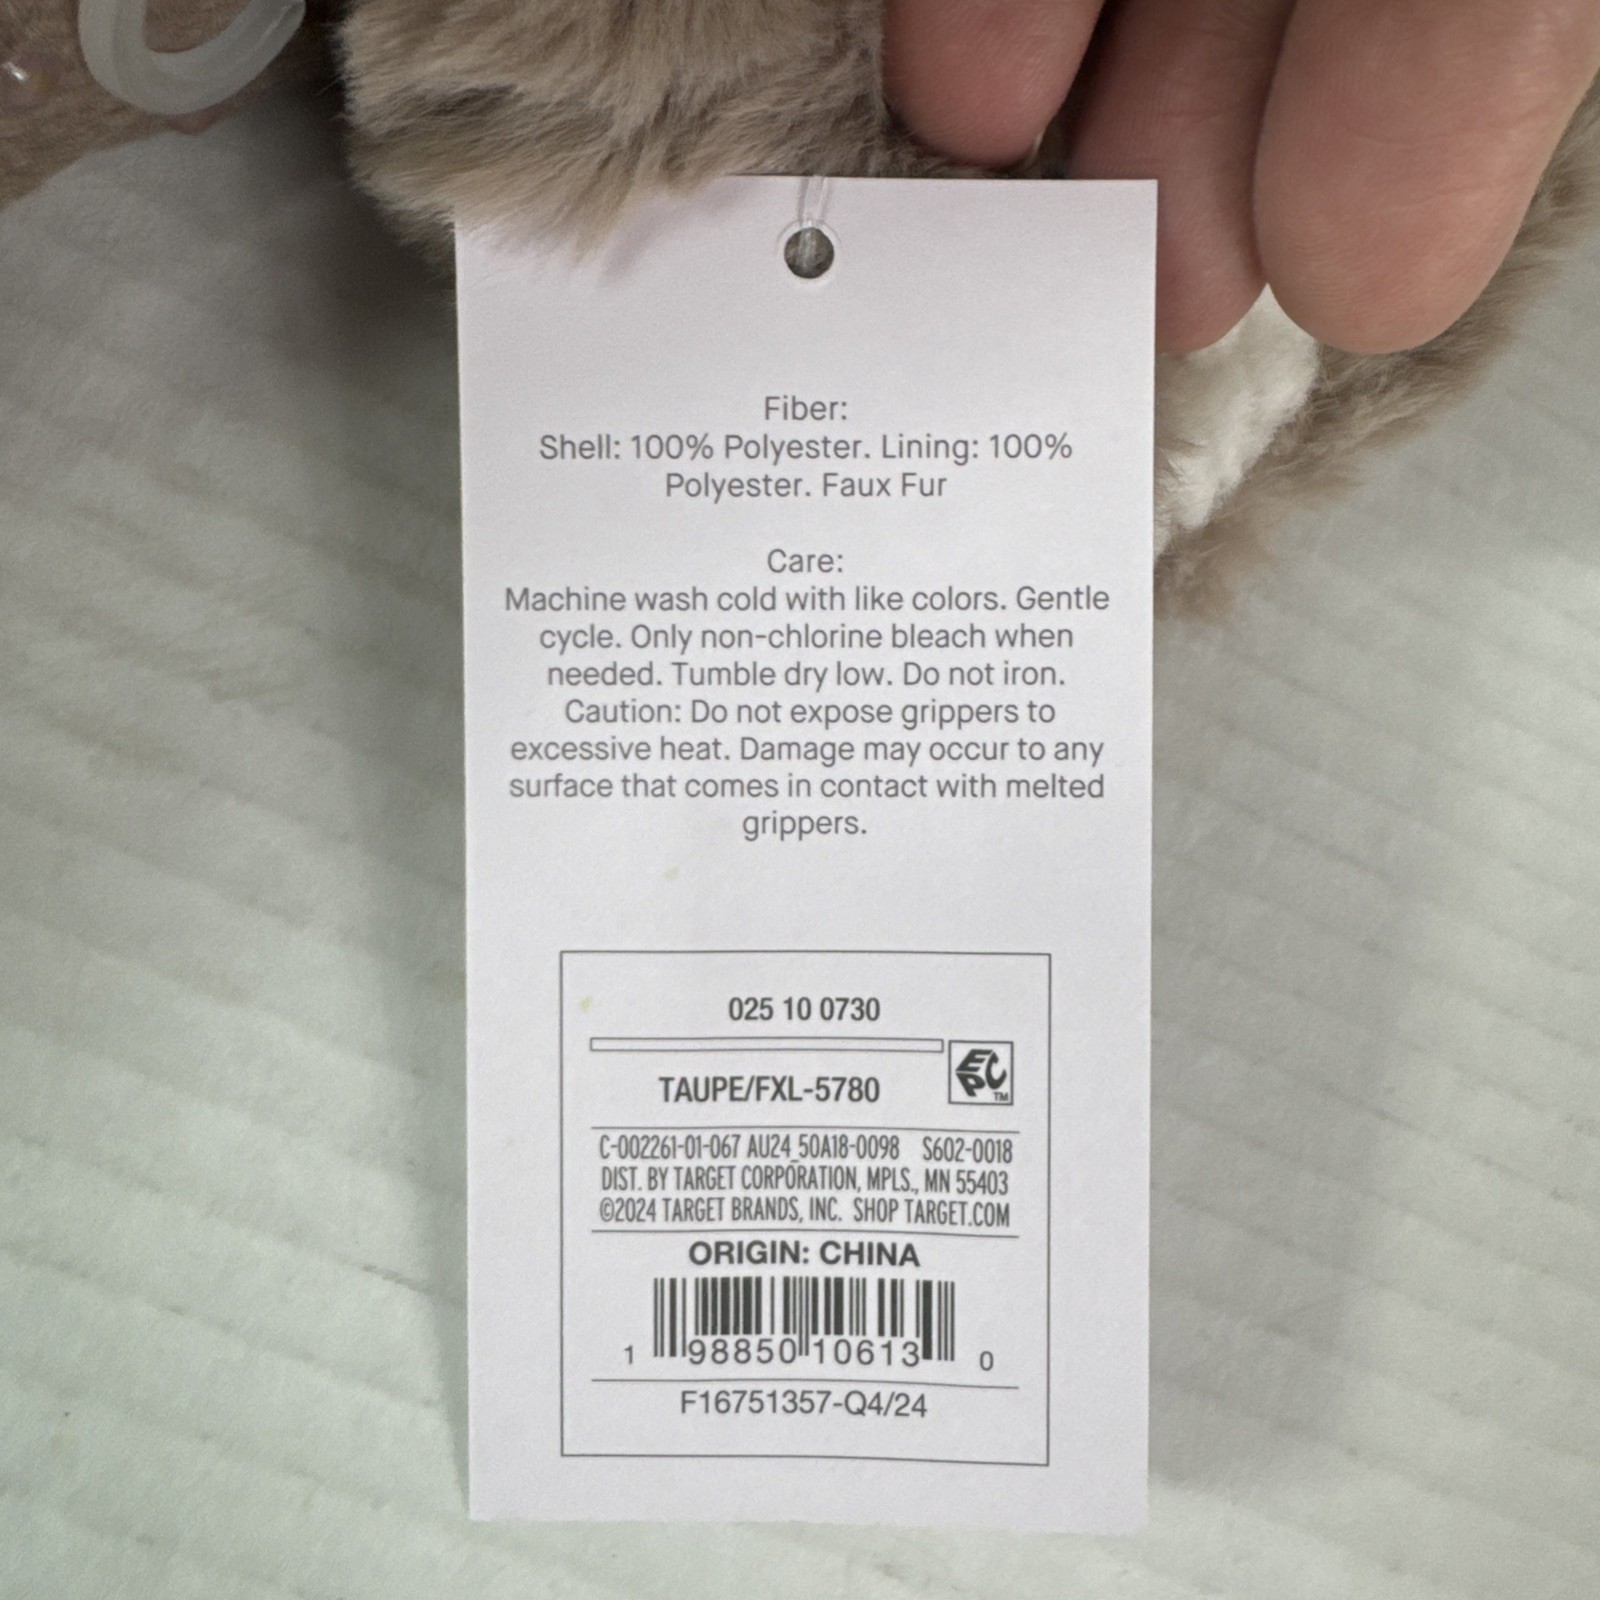 Fiber:
Shell: 100% Polyester. Lining: 100%
Polyester. Faux Fur
Care:
Machine wash cold with like colors. Gentle
cycle. Only non-chlorine bleach when
needed. Tumble dry low. Do not iron.
Caution: Do not expose grippers to
excessive heat. Damage may occur to any
surface that comes in contact with melted
grippers.
025 10 0730
EPC TM
TAUPE/FXL-5780
C-002261-01-067 AU24_50A18-0098 S602-0018
DIST. BY TARGET CORPORATION, MPLS., MN 55403
©2024 TARGET BRANDS, INC. SHOP TARGET.COM
ORIGIN: CHINA
1 98850 10613 0
F16751357-Q4/24